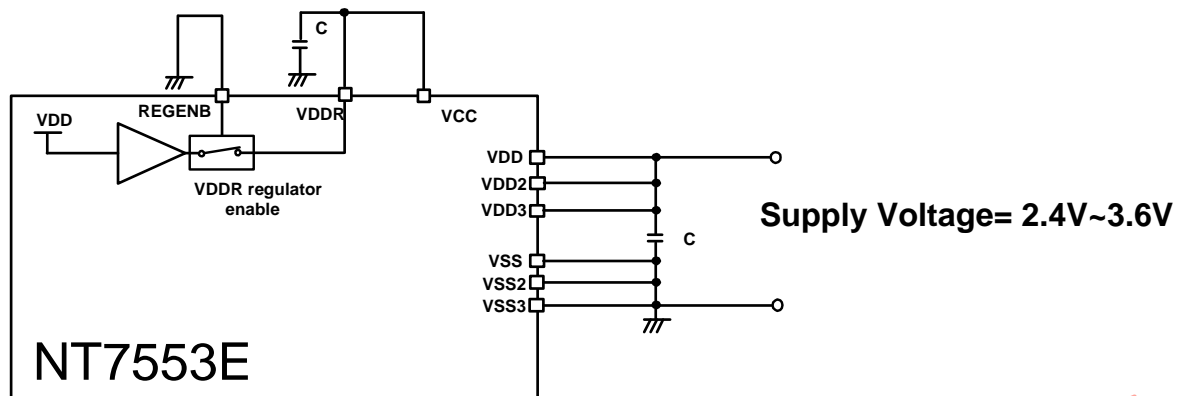 C
REGENB
VDDR
VCC
VDD
VDDR regulator
enable
VDD
VDD2
VDD3
C
VSS
VSS2
VSS3
Supply Voltage= 2.4V~3.6V
NT7553E